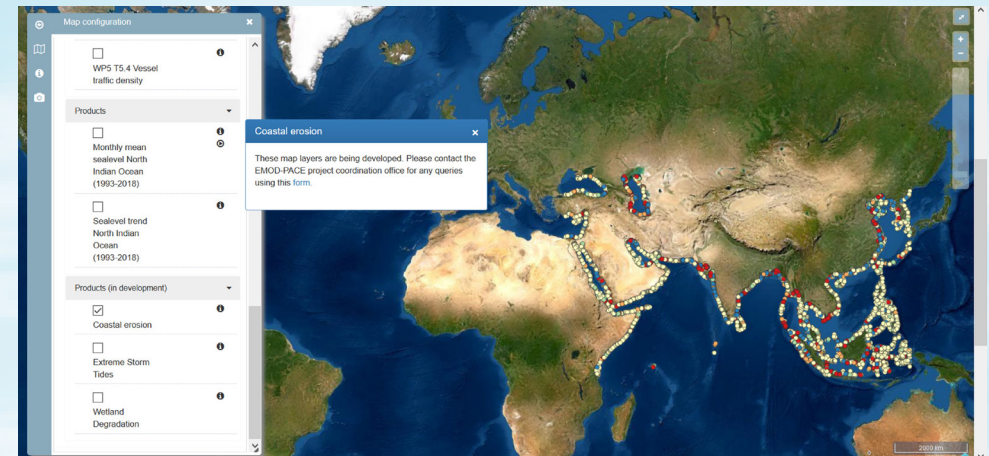 Map configuration
×
WP5 T5.4 Vessel
traffic density
Products
Monthly mean
sealevel North
Indian Ocean
(1993-2018)
Sealevel trend
North Indian
Ocean
(1993-2018)
Products (in development)
Coastal erosion
Extreme Storm
Tides
Wetland
Degradation
Coastal erosion
×
These map layers are being developed. Please contact the
EMOD-PACE project coordination office for any queries
using this form.
+
−
2000 km